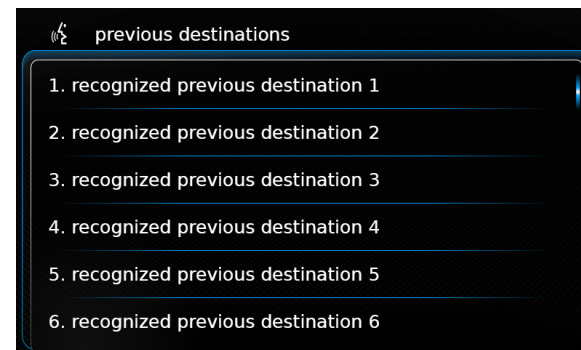 previous destinations
1. recognized previous destination 1
2. recognized previous destination 2
3. recognized previous destination 3
4. recognized previous destination 4
5. recognized previous destination 5
6. recognized previous destination 6